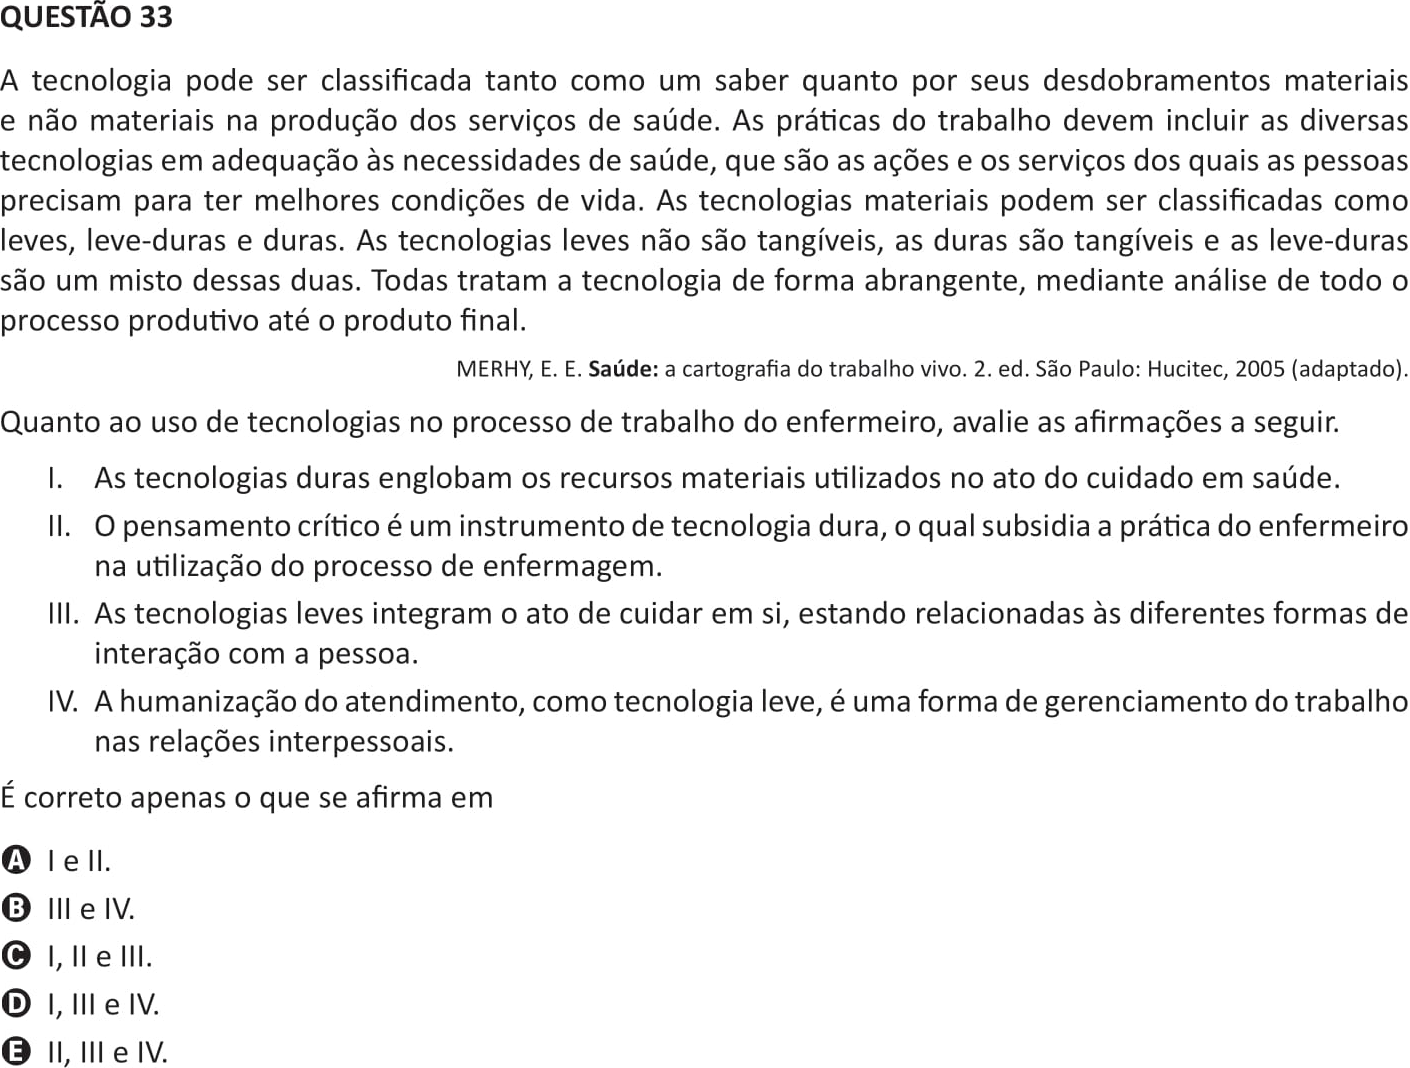 QUESTÃO 33
A tecnologia pode ser classificada tanto como um saber quanto por seus desdobramentos materiais
e não materiais na produção dos serviços de saúde. As práticas do trabalho devem incluir as diversas
tecnologias em adequação às necessidades de saúde, que são as ações e os serviços dos quais as pessoas
precisam para ter melhores condições de vida. As tecnologias materiais podem ser classificadas como
leves, leve-duras e duras. As tecnologias leves não são tangíveis, as duras são tangíveis e as leve-duras
são um misto dessas duas. Todas tratam a tecnologia de forma abrangente, mediante análise de todo o
processo produtivo até o produto final.
MERHY, E. E. Saúde: a cartografia do trabalho vivo. 2. ed. São Paulo: Hucitec, 2005 (adaptado).
Quanto ao uso de tecnologias no processo de trabalho do enfermeiro, avalie as afirmações a seguir.
I. As tecnologias duras englobam os recursos materiais utilizados no ato do cuidado em saúde.
II. O pensamento crítico é um instrumento de tecnologia dura, o qual subsidia a prática do enfermeiro
na utilização do processo de enfermagem.
III. As tecnologias leves integram o ato de cuidar em si, estando relacionadas às diferentes formas de
interação com a pessoa.
IV. A humanização do atendimento, como tecnologia leve, é uma forma de gerenciamento do trabalho
nas relações interpessoais.
É correto apenas o que se afirma em
A I e II.
B III e IV.
C I, II e III.
D I, III e IV.
E II, III e IV.